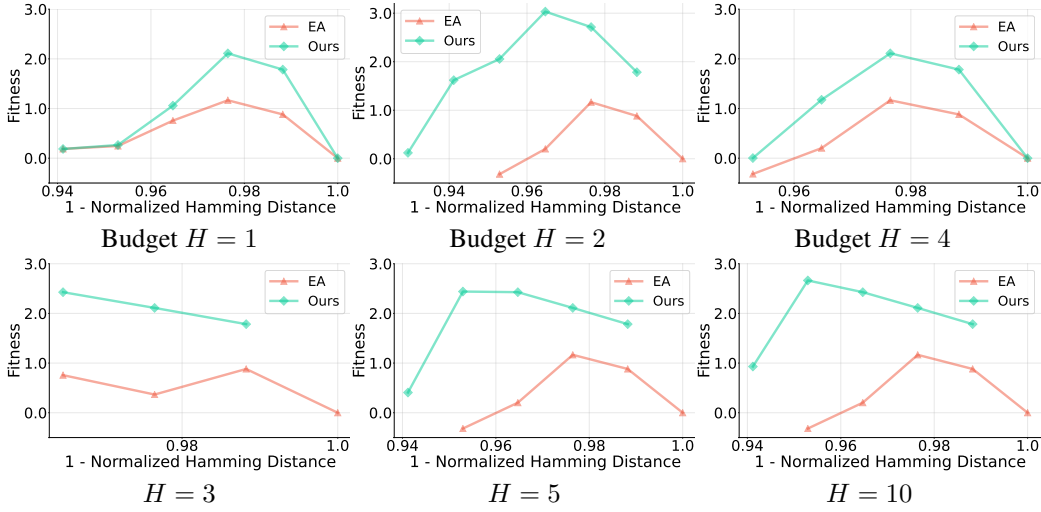 3.0
2.0
1.0
0.0
Fitness
EA
Ours
0.94 0.96 0.98 1.0
1 - Normalized Hamming Distance
Budget H = 1
3.0
2.0
1.0
0.0
Fitness
EA
Ours
0.94 0.96 0.98 1.0
1 - Normalized Hamming Distance
Budget H = 2
3.0
2.0
1.0
0.0
Fitness
EA
Ours
0.96 0.98 1.0
1 - Normalized Hamming Distance
Budget H = 4
3.0
2.0
1.0
0.0
Fitness
EA
Ours
0.98 1.0
1 - Normalized Hamming Distance
H = 3
3.0
2.0
1.0
0.0
Fitness
EA
Ours
0.94 0.96 0.98 1.0
1 - Normalized Hamming Distance
H = 5
3.0
2.0
1.0
0.0
Fitness
EA
Ours
0.94 0.96 0.98 1.0
1 - Normalized Hamming Distance
H = 10